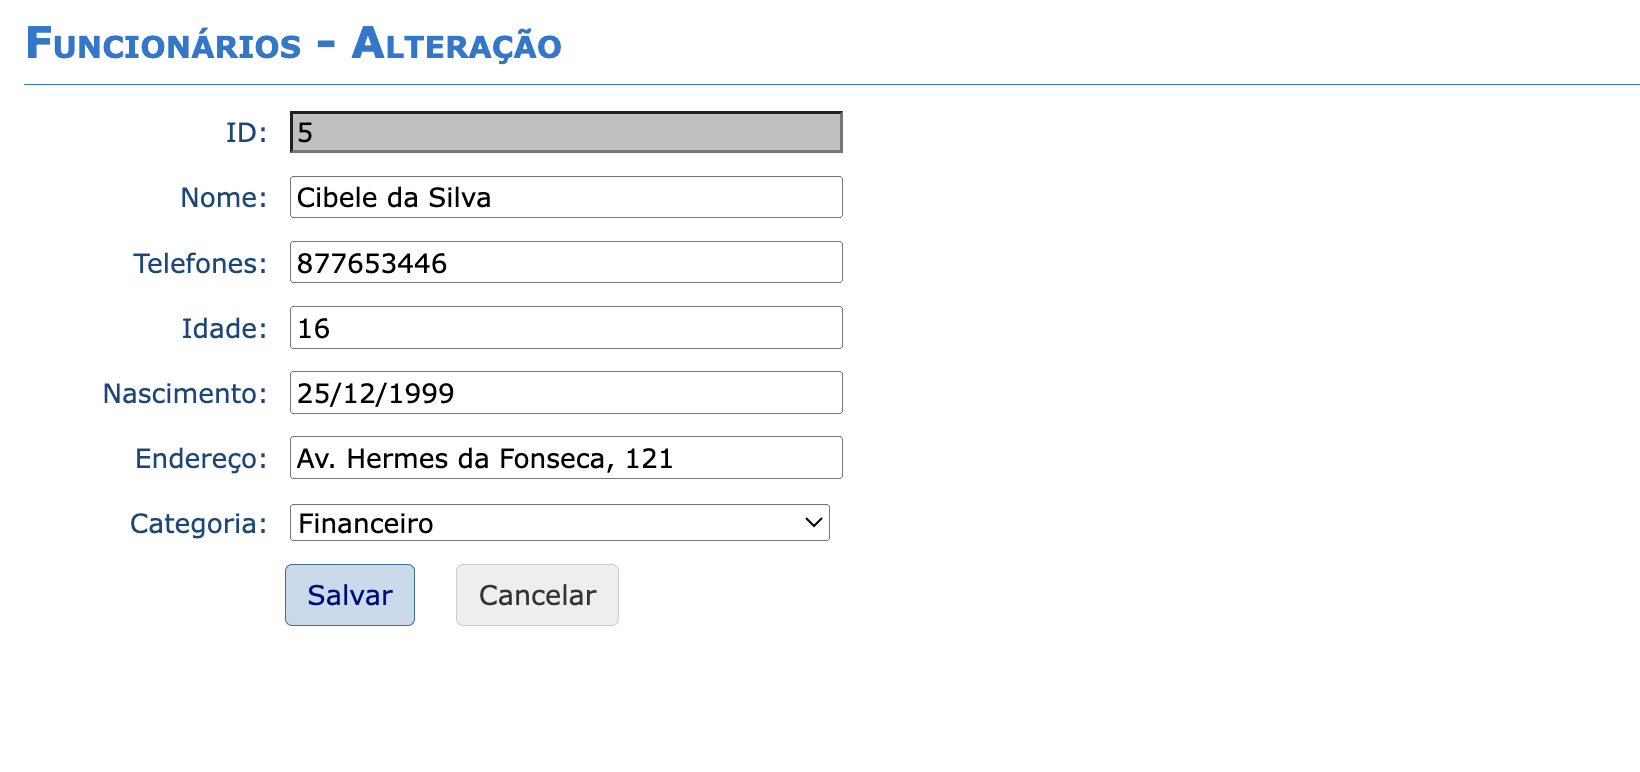 Funcionários - Alteração
ID: 5
Nome: Cibele da Silva
Telefones: 877653446
Idade: 16
Nascimento: 25/12/1999
Endereço: Av. Hermes da Fonseca, 121
Categoria: Financeiro
Salvar Cancelar